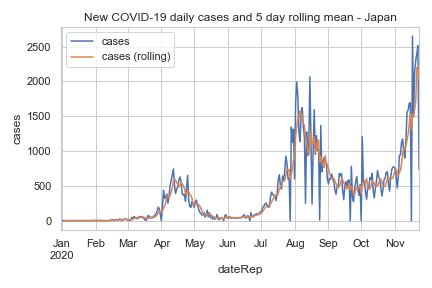 New COVID-19 daily cases and 5 day rolling mean - Japan
cases
cases (rolling)
2500
2000
1500
1000
500
0
cases
Jan Feb Mar Apr May Jun Jul Aug Sep Oct Nov
2020
dateRep